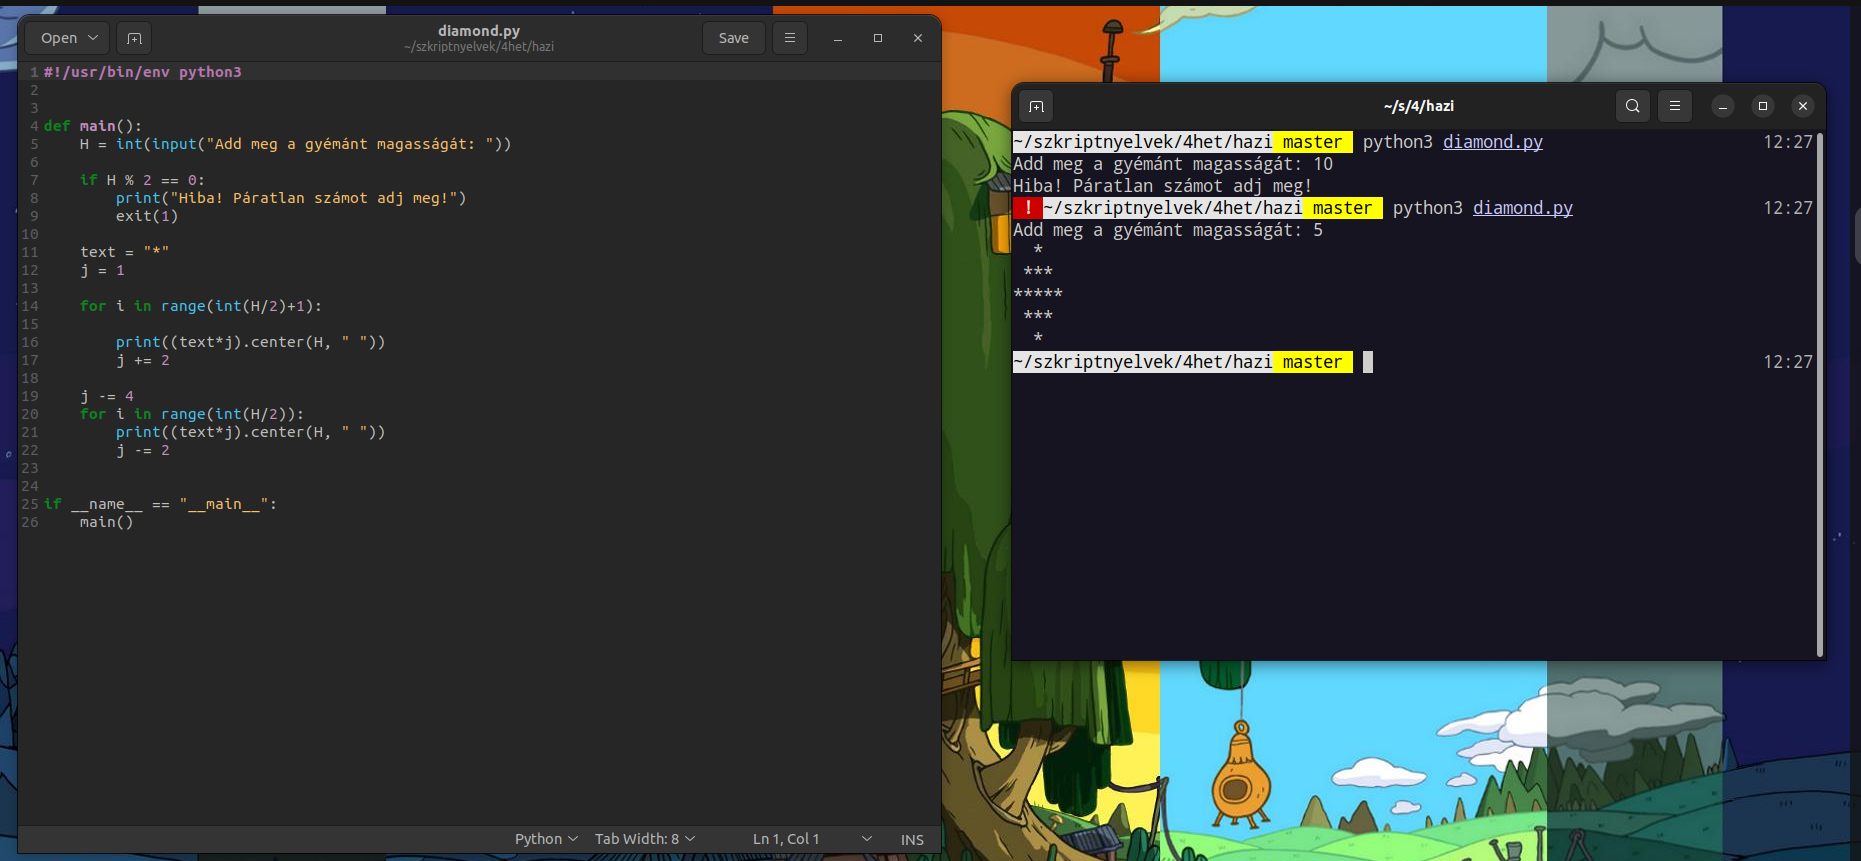 Open
diamond.py
~/szkriptnyelvek/4het/hazi
Save
1 #!/usr/bin/env python3
2
3
4 def main():
5     H = int(input("Add meg a gyémánt magasságát: "))
6
7     if H % 2 == 0:
8         print("Hiba! Páratlan számot adj meg!")
9         exit(1)
10
11     text = "*"
12     j = 1
13
14     for i in range(int(H/2)+1):
15
16         print((text*j).center(H, " "))
17         j += 2
18
19     j -= 4
20     for i in range(int(H/2)):
21         print((text*j).center(H, " "))
22         j -= 2
23
24
25 if __name__ == "__main__":
26     main()
Python
Tab Width: 8
Ln 1, Col 1
INS
~/s/4/hazi
~/szkriptnyelvek/4het/hazi master python3 diamond.py 12:27
Add meg a gyémánt magasságát: 10
Hiba! Páratlan számot adj meg!
! ~/szkriptnyelvek/4het/hazi master python3 diamond.py 12:27
Add meg a gyémánt magasságát: 5
  *
 ***
*****
 ***
  *
~/szkriptnyelvek/4het/hazi master 12:27